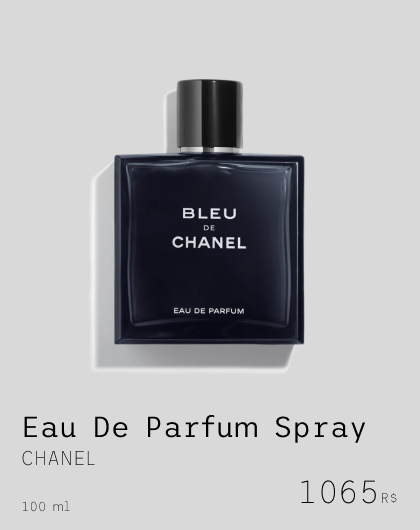 BLEU
DE
CHANEL
EAU DE PARFUM
Eau De Parfum Spray
CHANEL
100 ml
1065R$